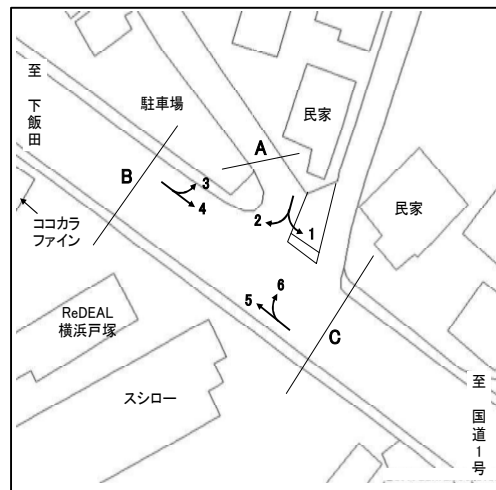 至 下飯田
駐車場
民家
A
B
3
4
2
1
民家
ココカラ
ファイン
5
6
C
ReDEAL
横浜戸塚
スシロー
至 国道1号